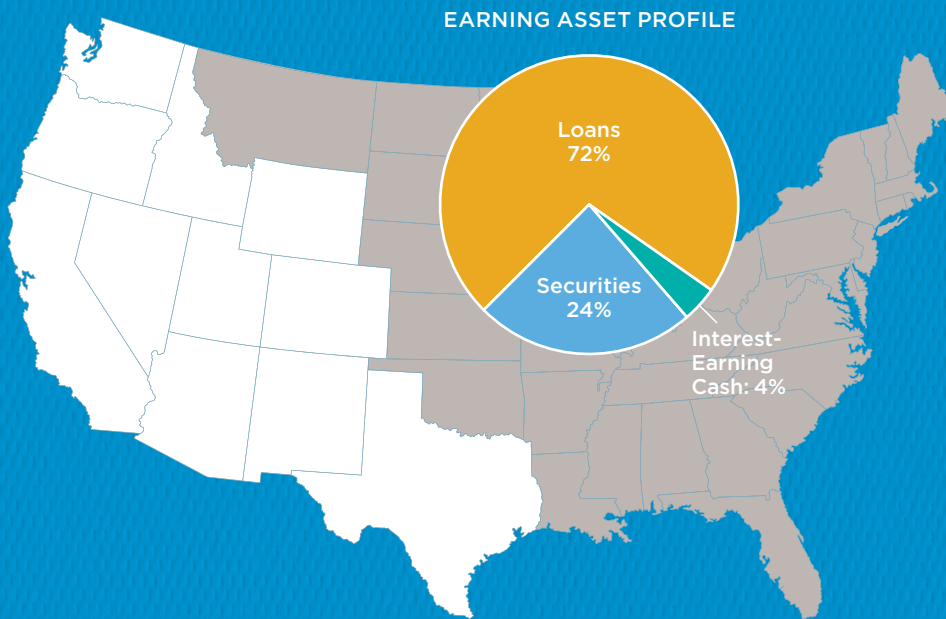 EARNING ASSET PROFILE
Loans
72%
Securities
24%
Interest-
Earning
Cash: 4%